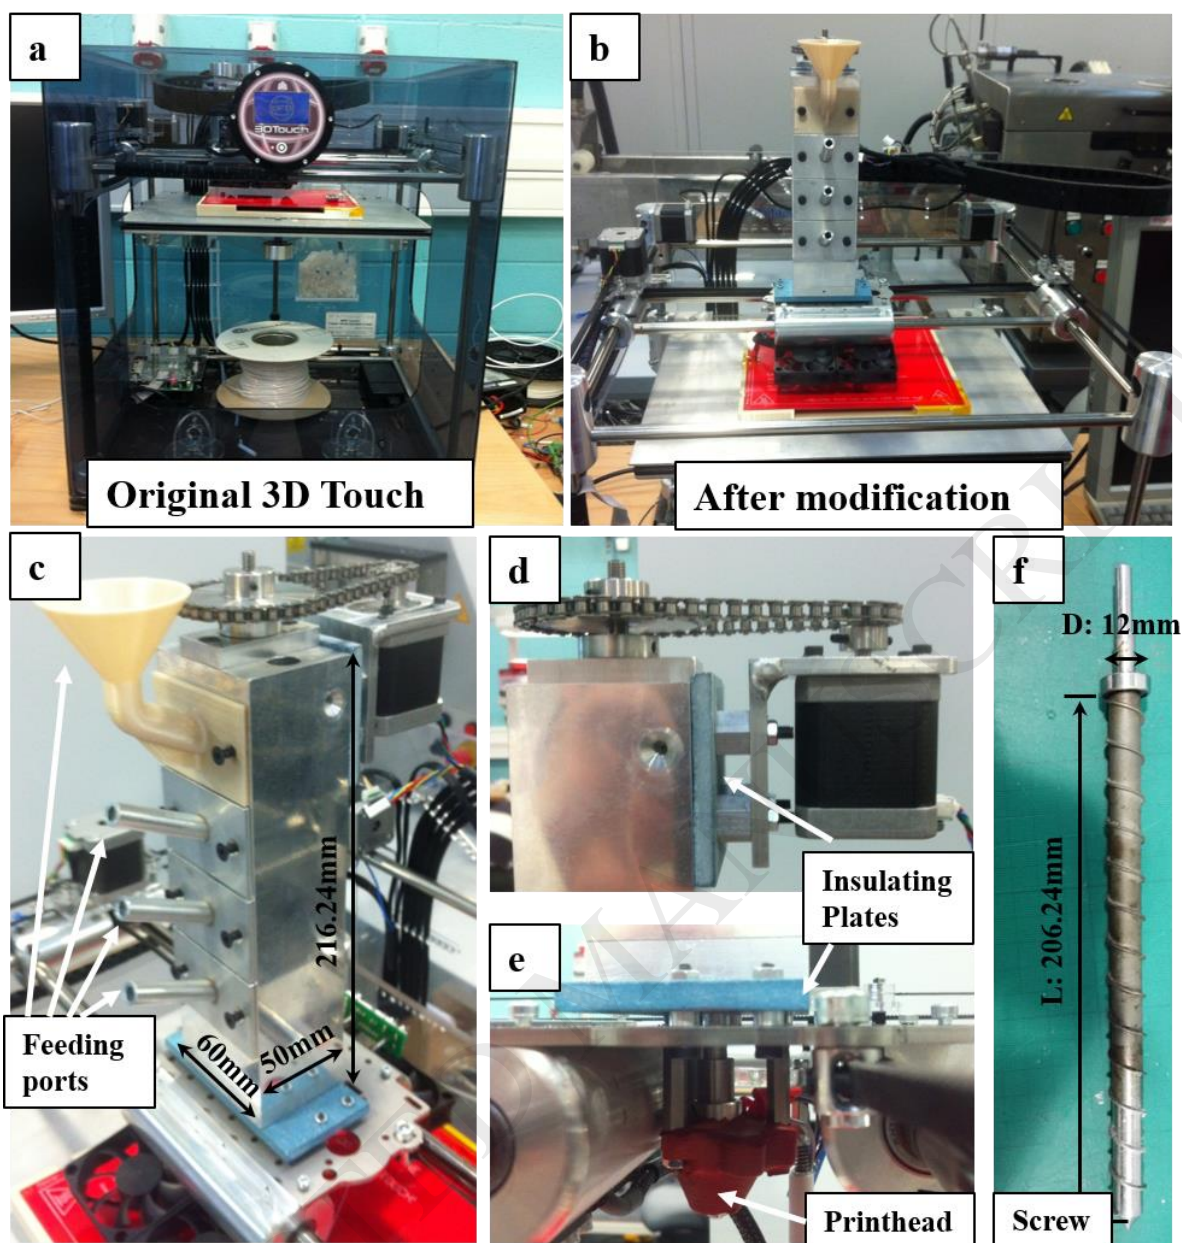 a
3DTouch
Original 3D Touch
b
After modification
c
216.24mm
60mm
50mm
Feeding
ports
d
Insulating
Plates
e
Printhead
f
D: 12mm
L: 206.24mm
Screw